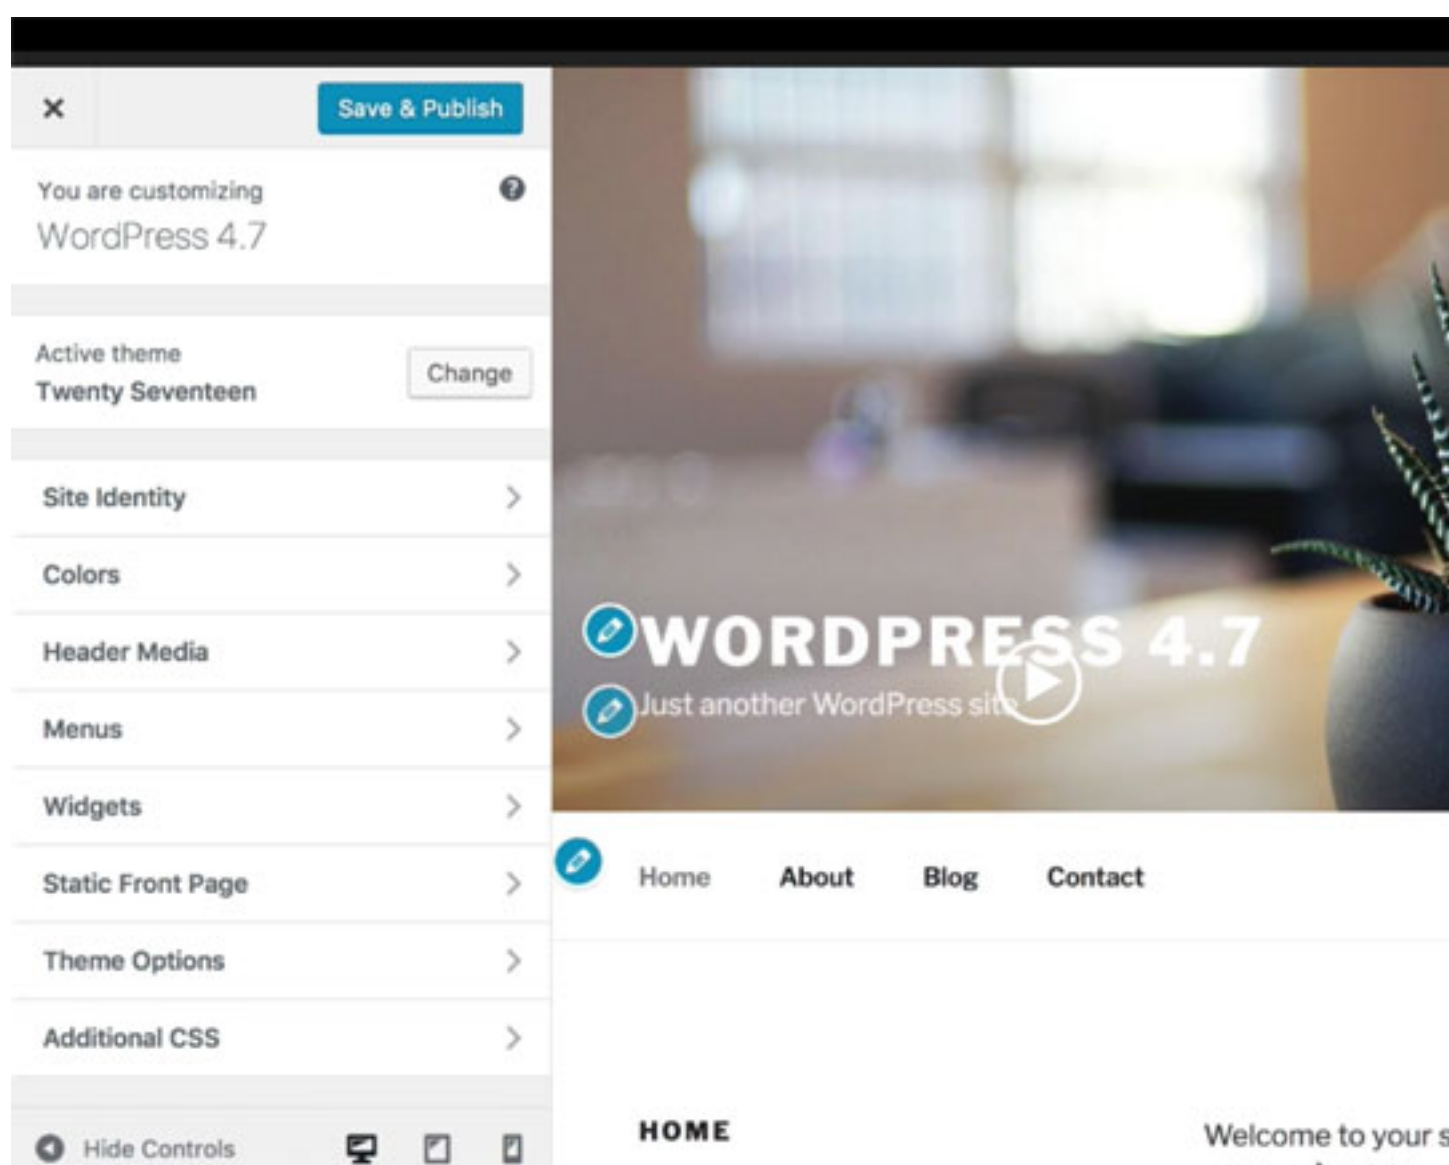 Save & Publish
You are customizing
WordPress 4.7
Active theme
Twenty Seventeen
Change
Site Identity
Colors
Header Media
Menus
Widgets
Static Front Page
Theme Options
Additional CSS
Hide Controls
WORDPRESS 4.7
Just another WordPress site
Home About Blog Contact
HOME
Welcome to your s